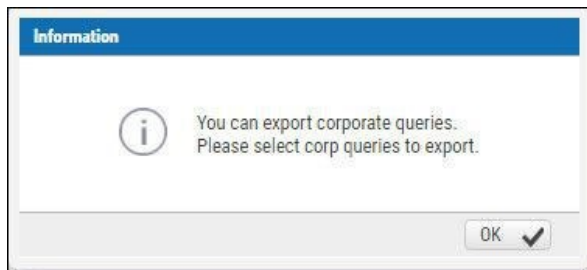 Information
You can export corporate queries.
Please select corp queries to export.
OK